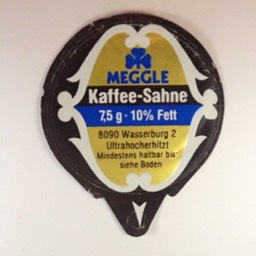 MEGGLE
Kaffee-Sahne
7,5 g · 10% Fett
8090 Wasserburg 2
Ultrahocherhitzt
Mindestens haltbar bis
siehe Boden